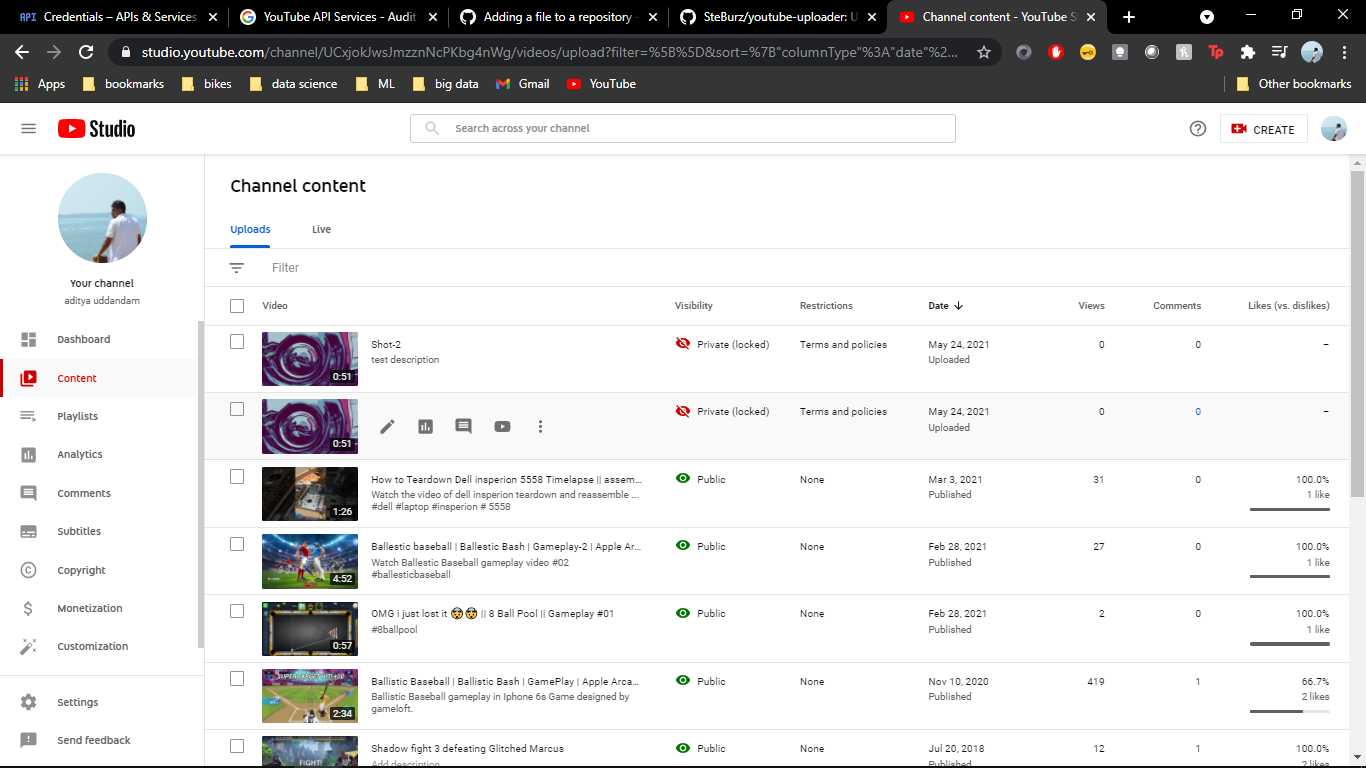 Credentials – APIs & Services
YouTube API Services - Audit
Adding a file to a repository -
SteBurz/youtube-uploader: U
Channel content - YouTube S
studio.youtube.com/channel/UCxjokJwsJmzznNcPKbg4nWg/videos/upload?filter=%5B%5D&sort=%7B"columnType"%3A"date"%2...
Apps
bookmarks
bikes
data science
ML
big data
Gmail
YouTube
Other bookmarks
Studio
Search across your channel
CREATE
Your channel
aditya uddandam
Dashboard
Content
Playlists
Analytics
Comments
Subtitles
Copyright
Monetization
Customization
Settings
Send feedback
Channel content
Uploads
Live
Filter
Video
Visibility
Restrictions
Date
Views
Comments
Likes (vs. dislikes)
0:51
Shot-2
test description
Private (locked)
Terms and policies
May 24, 2021
Uploaded
0
0
–
0:51
Private (locked)
Terms and policies
May 24, 2021
Uploaded
0
0
–
1:26
How to Teardown Dell insperion 5558 Timelapse || assem...
Watch the video of dell insperion teardown and reassemble ...
#dell #laptop #insperion # 5558
Public
None
Mar 3, 2021
Published
31
0
100.0%
1 like
4:52
Ballestic baseball | Ballestic Bash | Gameplay-2 | Apple Ar...
Watch Ballestic Baseball gameplay video #02
#ballesticbaseball
Public
None
Feb 28, 2021
Published
27
0
100.0%
1 like
0:57
OMG i just lost it 🤯🤯 || 8 Ball Pool || Gameplay #01
#8ballpool
Public
None
Feb 28, 2021
Published
2
0
100.0%
1 like
2:34
Ballistic Baseball | Ballistic Bash | GamePlay | Apple Arca...
Ballistic Baseball gameplay in Iphone 6s Game designed by
gameloft.
Public
None
Nov 10, 2020
Published
419
1
66.7%
2 likes
FIGHT!
Shadow fight 3 defeating Glitched Marcus
Add description
Public
None
Jul 20, 2018
Published
12
1
100.0%
2 likes